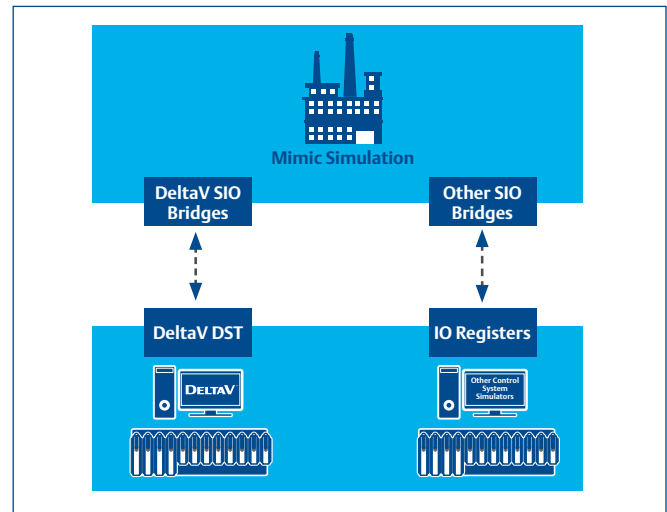 Mimic Simulation
DeltaV SIO
Bridges
Other SIO
Bridges
DeltaV DST
IO Registers
DELTAV
Other Control
System
Simulators